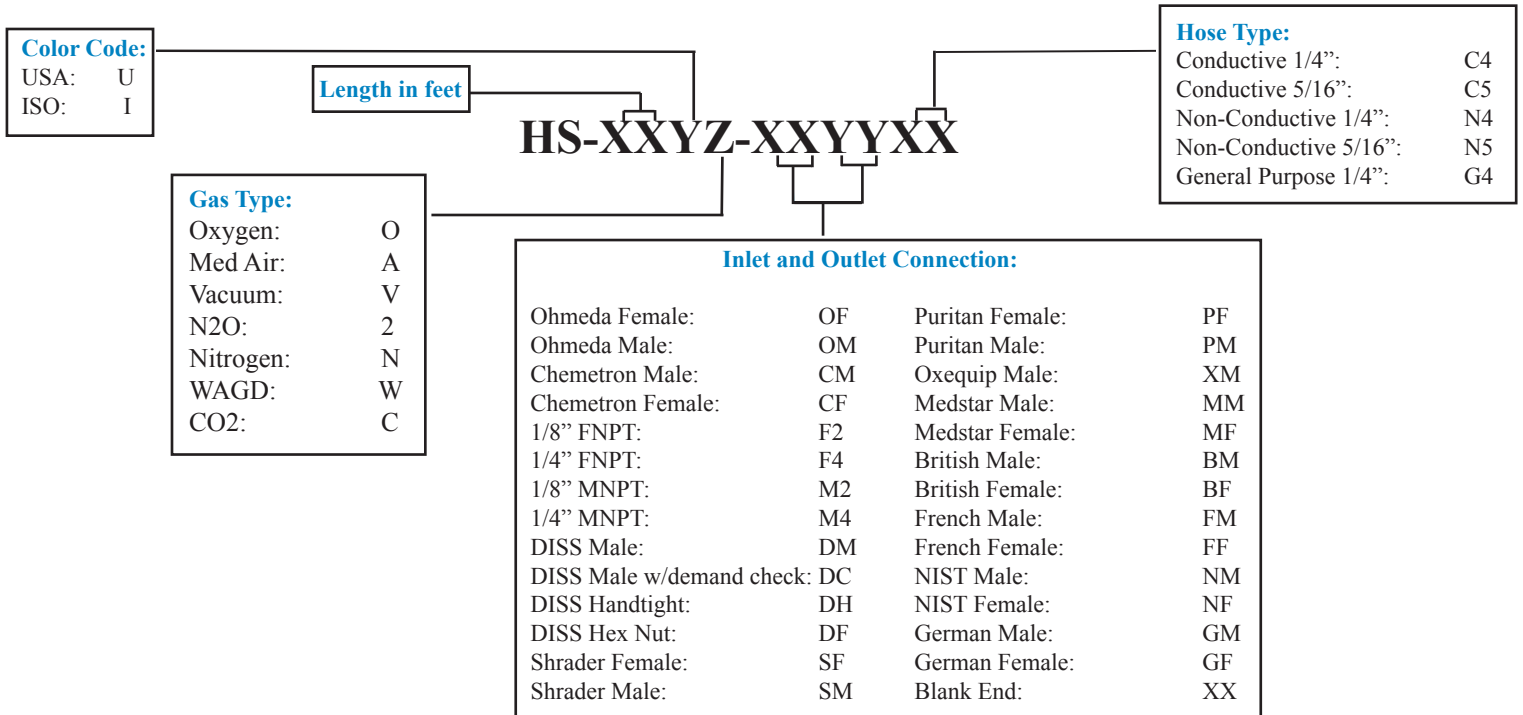 Color Code:
USA: U
ISO: I
Length in feet
HS-XXYZ-XXYYXX
Hose Type:
Conductive 1/4”: C4
Conductive 5/16”: C5
Non-Conductive 1/4”: N4
Non-Conductive 5/16”: N5
General Purpose 1/4”: G4
Gas Type:
Oxygen: O
Med Air: A
Vacuum: V
N2O: 2
Nitrogen: N
WAGD: W
CO2: C
Inlet and Outlet Connection:
Ohmeda Female: OF Puritan Female: PF
Ohmeda Male: OM Puritan Male: PM
Chemetron Male: CM Oxequip Male: XM
Chemetron Female: CF Medstar Male: MM
1/8” FNPT: F2 Medstar Female: MF
1/4” FNPT: F4 British Male: BM
1/8” MNPT: M2 British Female: BF
1/4” MNPT: M4 French Male: FM
DISS Male: DM French Female: FF
DISS Male w/demand check: DC NIST Male: NM
DISS Handtight: DH NIST Female: NF
DISS Hex Nut: DF German Male: GM
Shrader Female: SF German Female: GF
Shrader Male: SM Blank End: XX